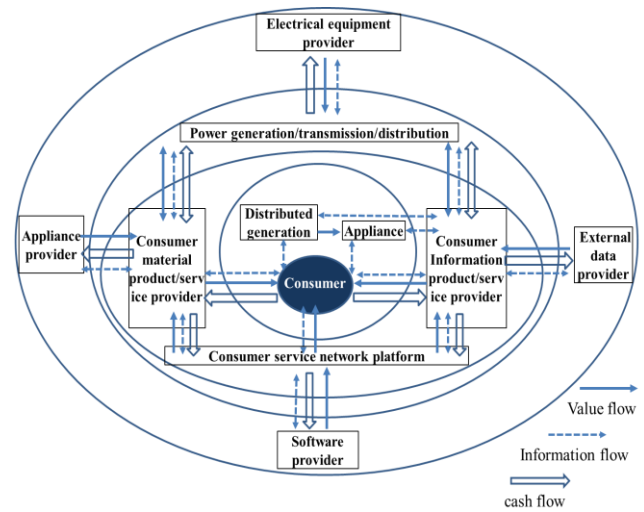 Electrical equipment
provider
Power generation/transmission/distribution
Distributed
generation
Appliance
Appliance
provider
Consumer
material
product/serv
ice provider
Consumer
Consumer
Information
product/serv
ice provider
External
data
provider
Consumer service network platform
Software
provider
Value flow
Information flow
cash flow